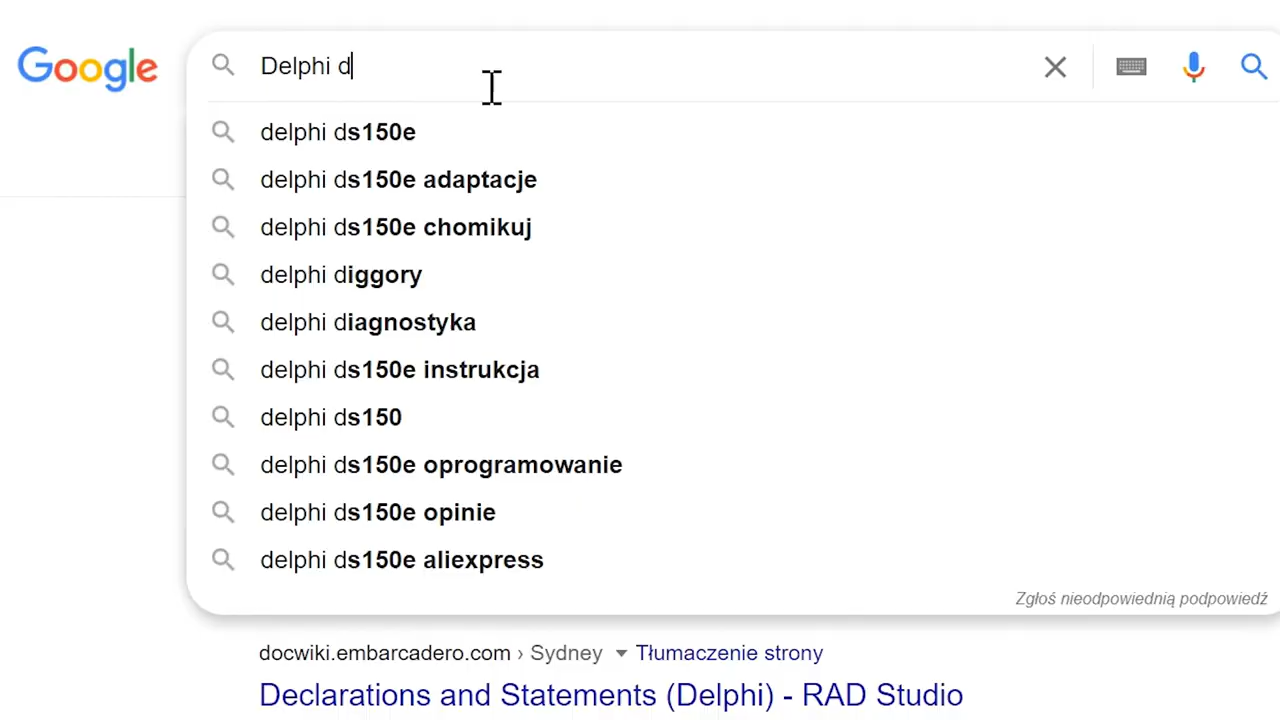 Google
Delphi d
delphi ds150e
delphi ds150e adaptacje
delphi ds150e chomikuj
delphi diggory
delphi diagnostyka
delphi ds150e instrukcja
delphi ds150
delphi ds150e oprogramowanie
delphi ds150e opinie
delphi ds150e aliexpress
Zgłoś nieodpowiednią podpowiedź
docwiki.embarcadero.com › Sydney Tłumaczenie strony
Declarations and Statements (Delphi) - RAD Studio